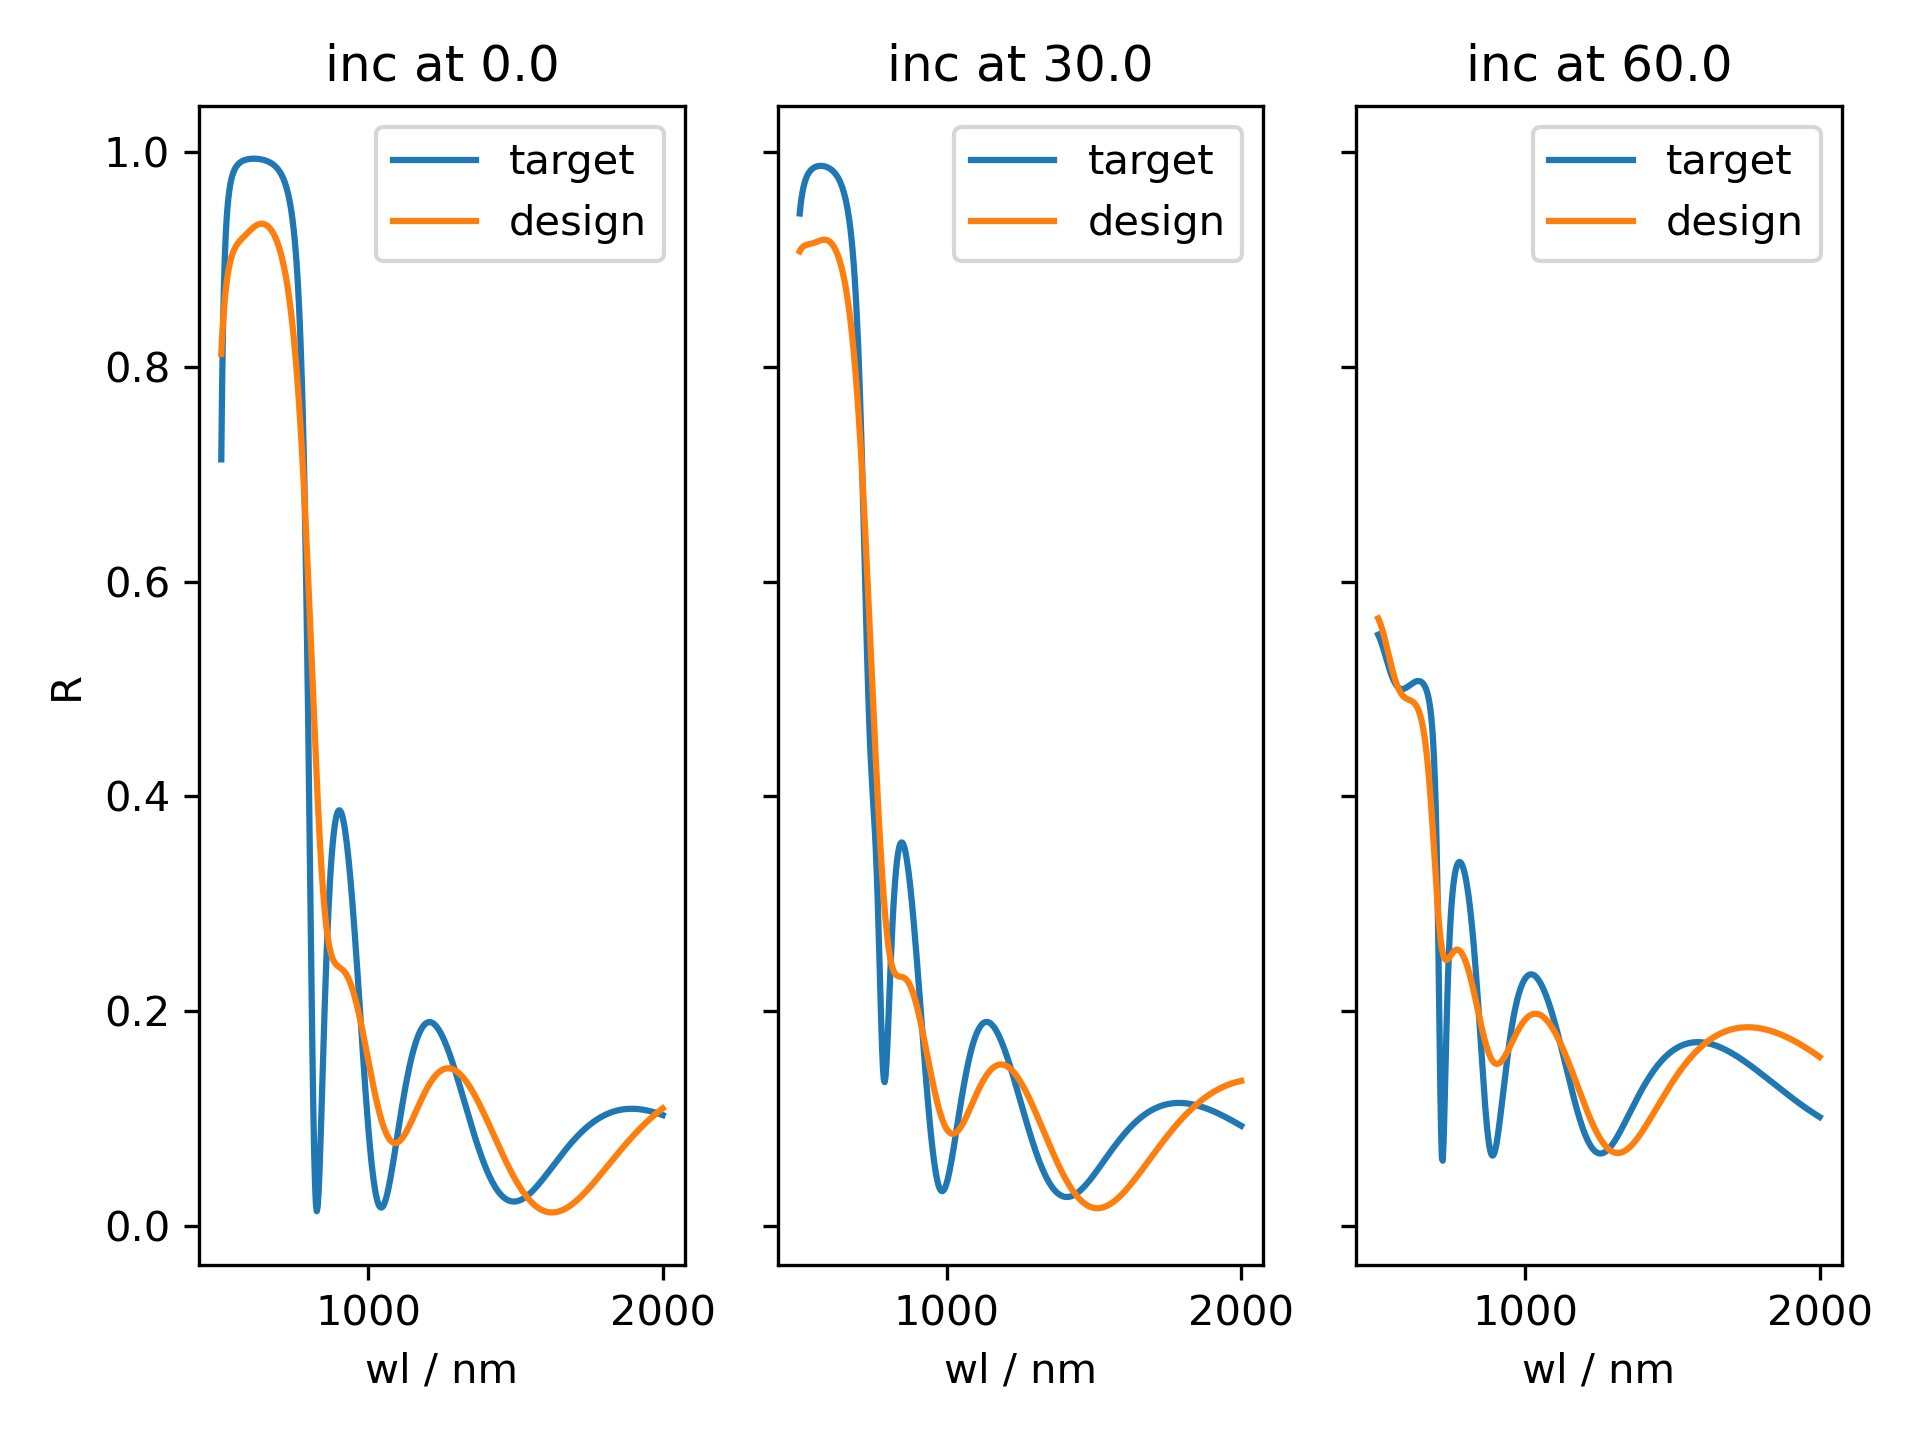 inc at 0.0
inc at 30.0
inc at 60.0
target
design
target
design
target
design
1.0
0.8
0.6
0.4
0.2
0.0
R
1000
2000
1000
2000
1000
2000
wl / nm
wl / nm
wl / nm